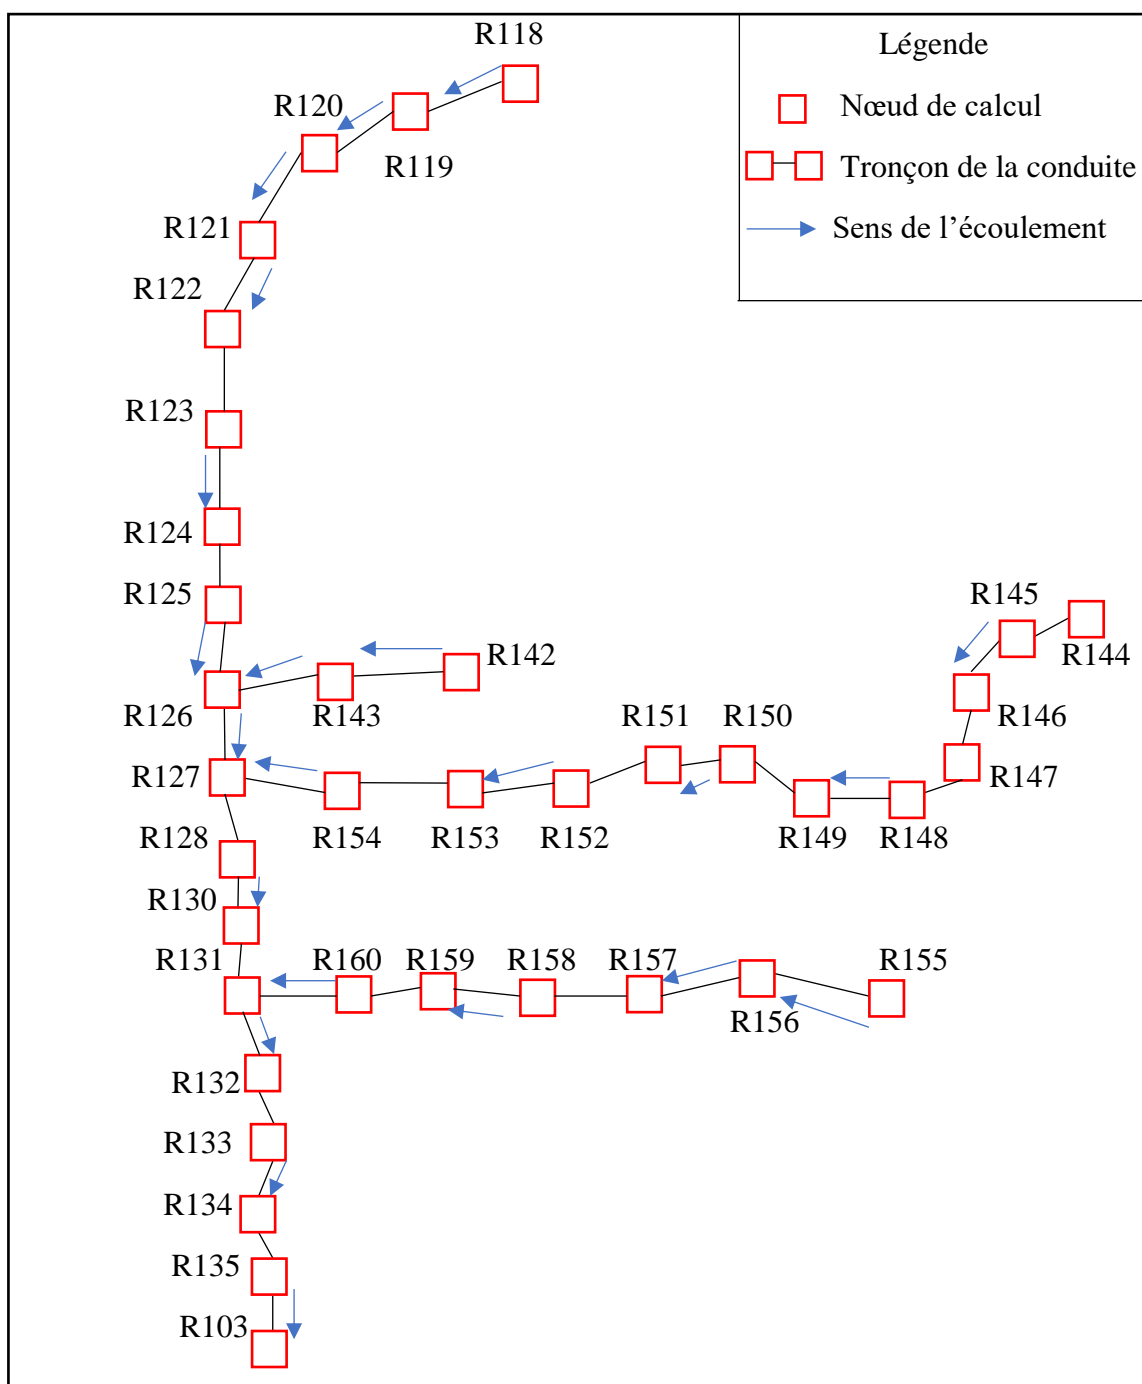 R118
Légende
R120
Nœud de calcul
R119
Tronçon de la conduite
R121
Sens de l'écoulement
R122
R123
R124
R125
R145
R142
R144
R126
R143
R151
R150
R146
R127
R147
R128
R154
R153
R152
R149
R148
R130
R131
R160
R159
R158
R157
R155
R156
R132
R133
R134
R135
R103